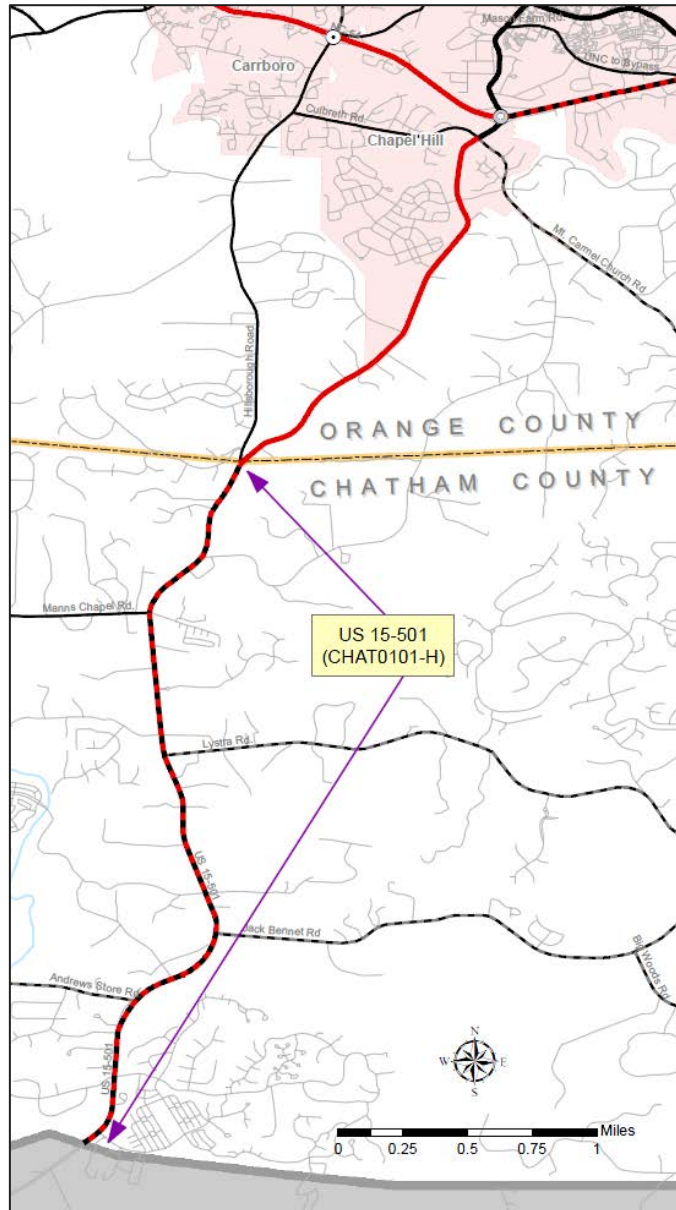 Mason Farm Rd.
UNC to Bypass
Carrboro
Culbreth Rd.
Chapel Hill
Mt. Carmel Church Rd
Hillsborough Road
ORANGE COUNTY
CHATHAM COUNTY
Manns Chapel Rd.
US 15-501
(CHAT0101-H)
Lystra Rd.
US 15-501
Jack Bennet Rd
Big Woods Rd
Andrews Store Rd
US 15-501
N
W
E
S
Miles
0 0.25 0.5 0.75 1